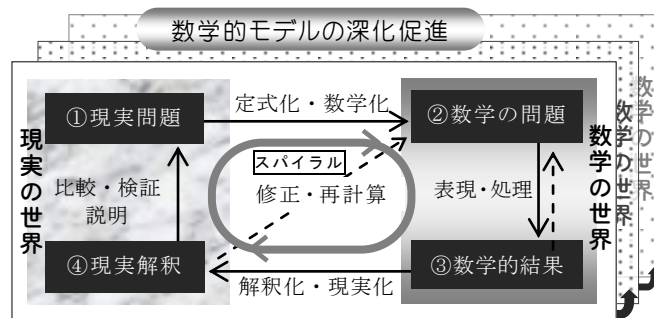 数学的モデルの深化促進
現実の世界
①現実問題
定式化・数学化
②数学の問題
数学の世界
数学の世界
数学の世界
スパイラル
修正・再計算
比較・検証
説明
表現・処理
④現実解釈
解釈化・現実化
③数学的結果